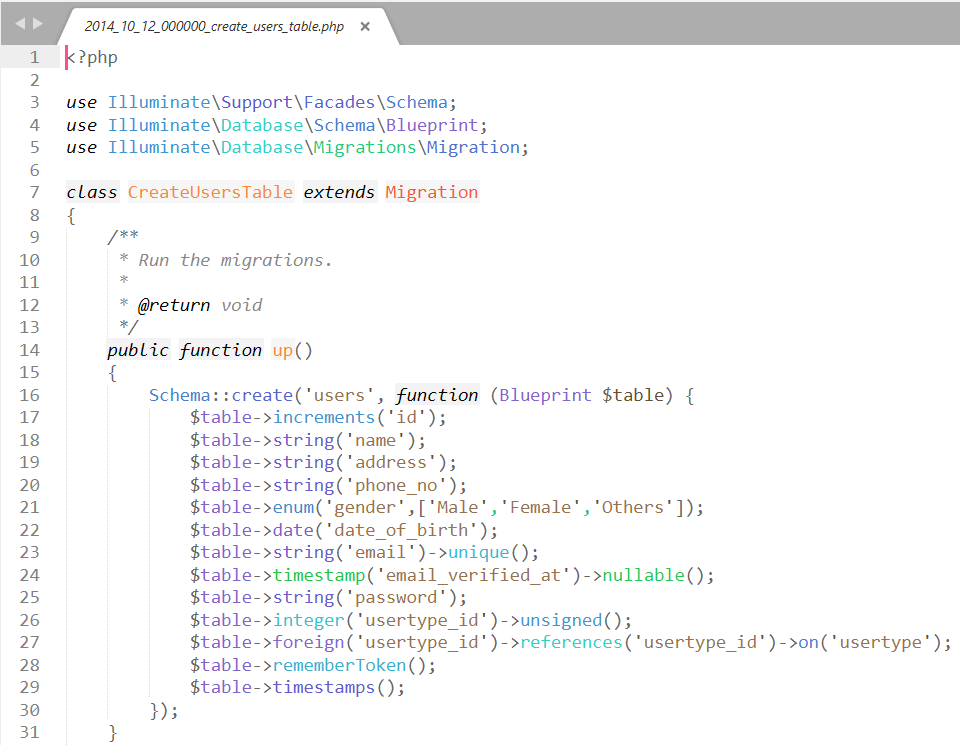 2014_10_12_000000_create_users_table.php ×
1 <?php
2
3 use Illuminate\Support\Facades\Schema;
4 use Illuminate\Database\Schema\Blueprint;
5 use Illuminate\Database\Migrations\Migration;
6
7 class CreateUsersTable extends Migration
8 {
9     /**
10      * Run the migrations.
11      *
12      * @return void
13      */
14     public function up()
15     {
16         Schema::create('users', function (Blueprint $table) {
17             $table->increments('id');
18             $table->string('name');
19             $table->string('address');
20             $table->string('phone_no');
21             $table->enum('gender',['Male','Female','Others']);
22             $table->date('date_of_birth');
23             $table->string('email')->unique();
24             $table->timestamp('email_verified_at')->nullable();
25             $table->string('password');
26             $table->integer('usertype_id')->unsigned();
27             $table->foreign('usertype_id')->references('usertype_id')->on('usertype');
28             $table->rememberToken();
29             $table->timestamps();
30         });
31     }